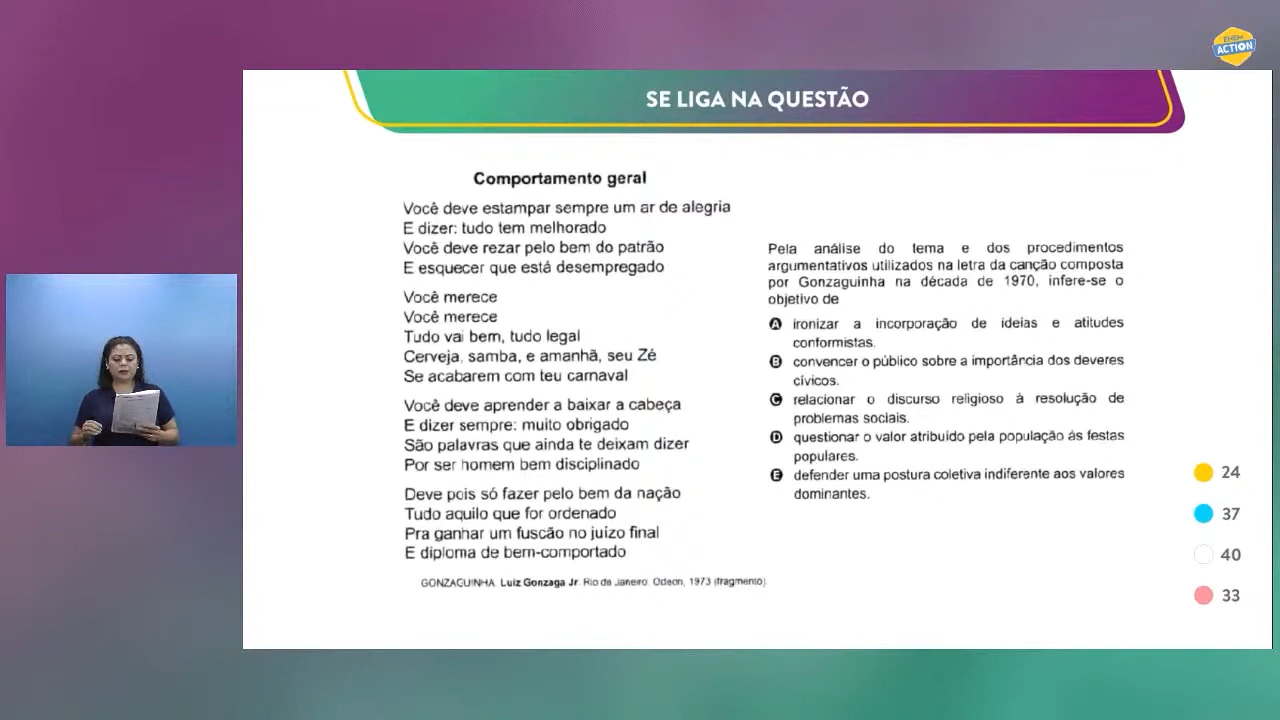 ENEM
ACTION
SE LIGA NA QUESTÃO
Comportamento geral
Você deve estampar sempre um ar de alegria
E dizer: tudo tem melhorado
Você deve rezar pelo bem do patrão
E esquecer que está desempregado
Você merece
Você merece
Tudo vai bem, tudo legal
Cerveja, samba, e amanhã, seu Zé
Se acabarem com teu carnaval
Você deve aprender a baixar a cabeça
E dizer sempre: muito obrigado
São palavras que ainda te deixam dizer
Por ser homem bem disciplinado
Deve pois só fazer pelo bem da nação
Tudo aquilo que for ordenado
Pra ganhar um fuscão no juízo final
E diploma de bem-comportado
GONZAGUINHA. Luiz Gonzaga Jr. Rio de Janeiro: Odeon, 1973 (fragmento)
Pela análise do tema e dos procedimentos
argumentativos utilizados na letra da canção composta
por Gonzaguinha na década de 1970, infere-se o
objetivo de
A ironizar a incorporação de ideias e atitudes
conformistas.
B convencer o público sobre a importância dos deveres
cívicos.
C relacionar o discurso religioso à resolução de
problemas sociais.
D questionar o valor atribuído pela população às festas
populares.
E defender uma postura coletiva indiferente aos valores
dominantes.
24
37
40
33